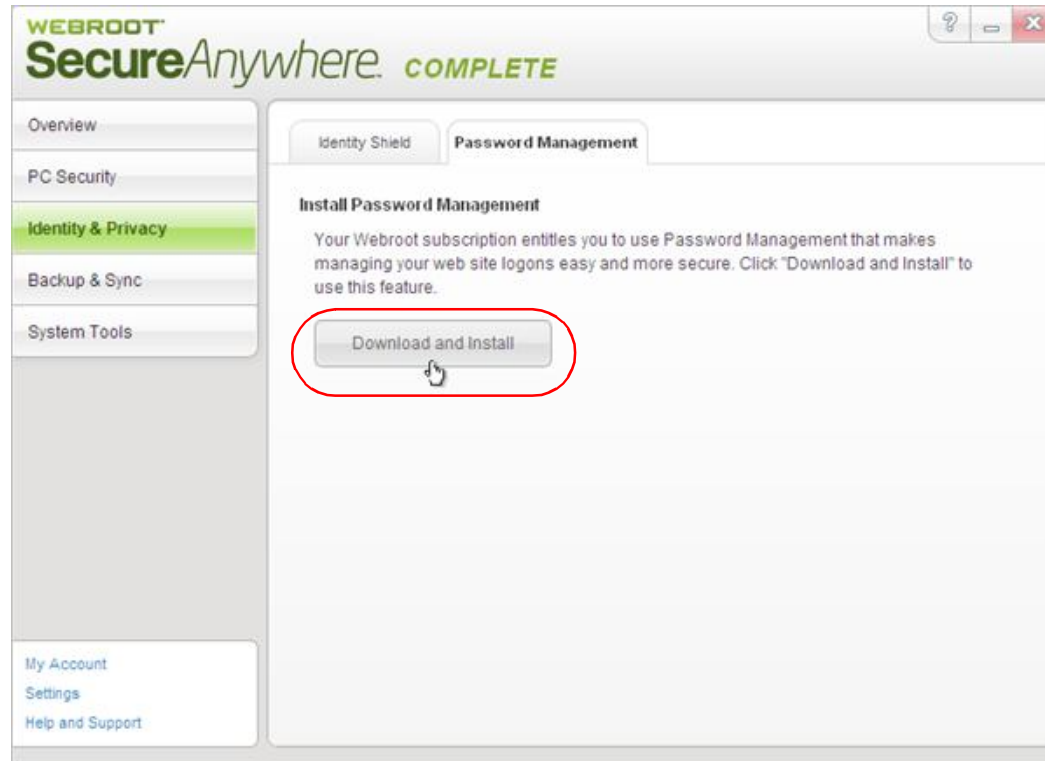 WEBROOT
SecureAnywhere. COMPLETE
?
Overview
PC Security
Identity & Privacy
Backup & Sync
System Tools
Identity Shield
Password Management
Install Password Management
Your Webroot subscription entitles you to use Password Management that makes
managing your web site logons easy and more secure. Click "Download and Install" to
use this feature.
Download and Install
My Account
Settings
Help and Support